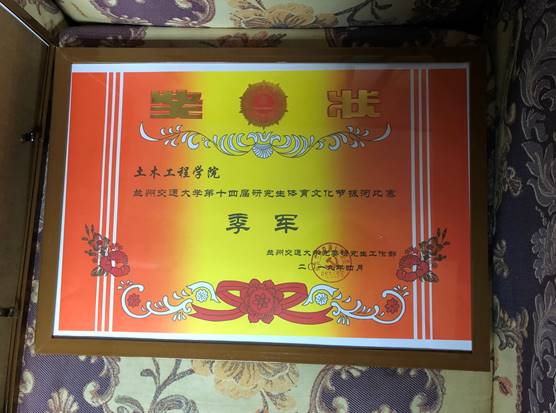 奖 状
土木工程学院
兰州交通大学第十四届研究生体育文化节拔河比赛
季 军
兰州交通大学党委研究生工作部
二〇一九年四月